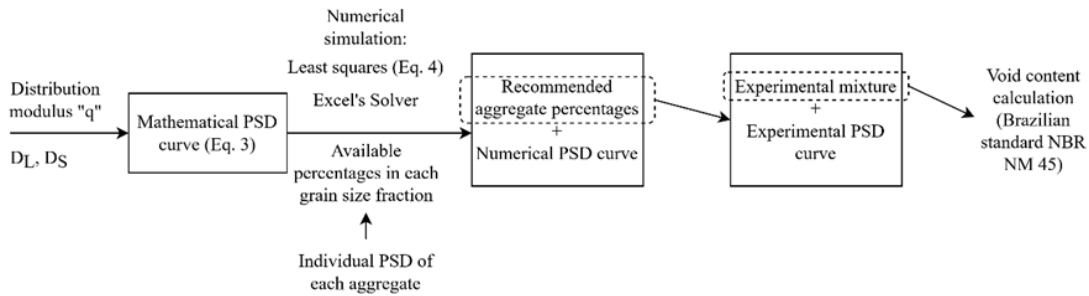 Distribution
modulus "q"
DL, DS
Mathematical PSD
curve (Eq. 3)
Numerical
simulation:
Least squares (Eq. 4)
Excel's Solver
Available
percentages in each
grain size fraction
Individual PSD of
each aggregate
Recommended
aggregate percentages
+
Numerical PSD curve
Experimental mixture
+
Experimental PSD
curve
Void content
calculation
(Brazilian
standard NBR
NM 45)